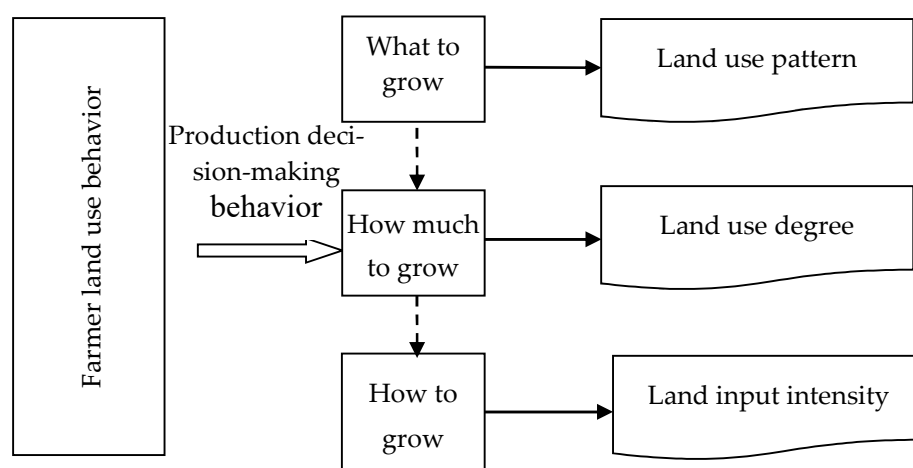 Farmer land use behavior
Production deci-
sion-making
behavior
What to
grow
Land use pattern
How much
to grow
Land use degree
How to
grow
Land input intensity